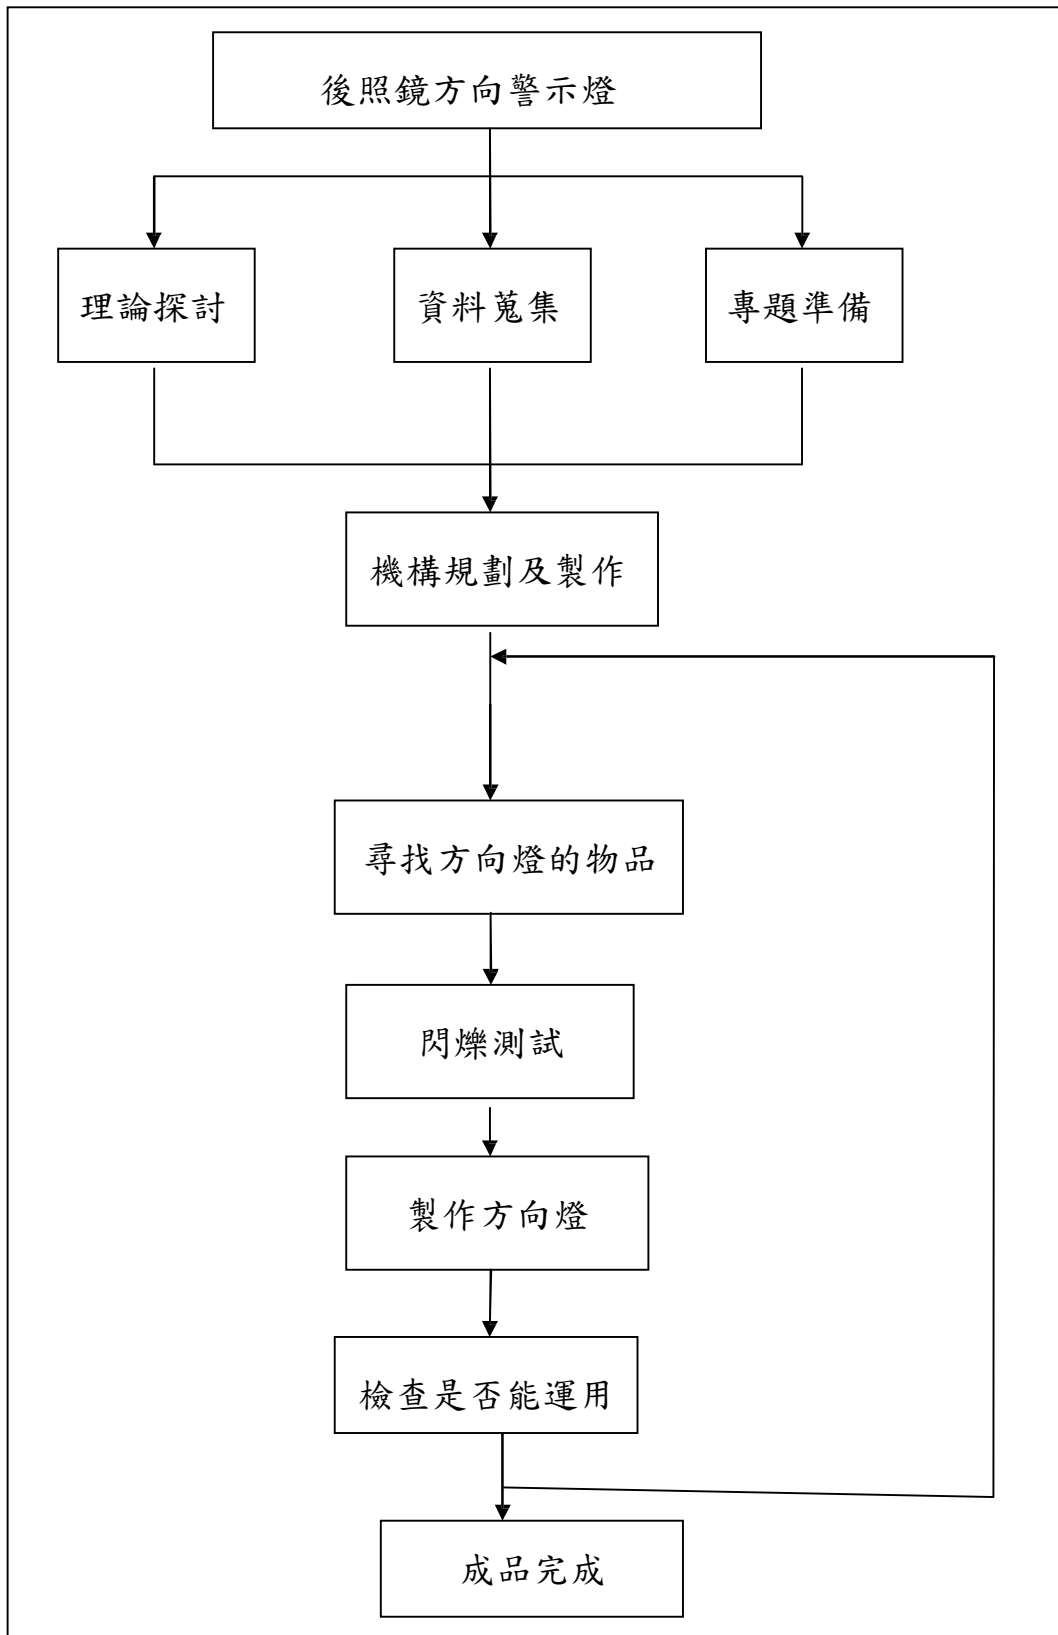 後照鏡方向警示燈
理論探討
資料蒐集
專題準備
機構規劃及製作
尋找方向燈的物品
閃爍測試
製作方向燈
檢查是否能運用
成品完成